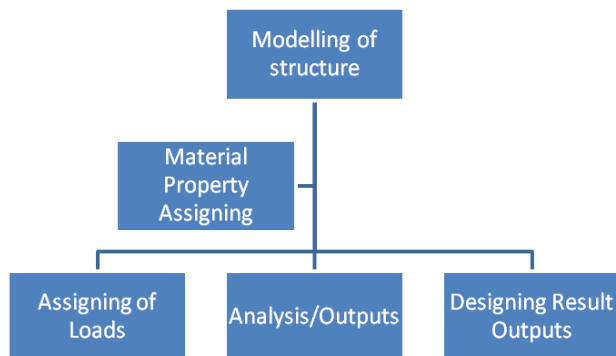 Modelling of
structure
Material
Property
Assigning
Assigning of
Loads
Analysis/Outputs
Designing Result
Outputs